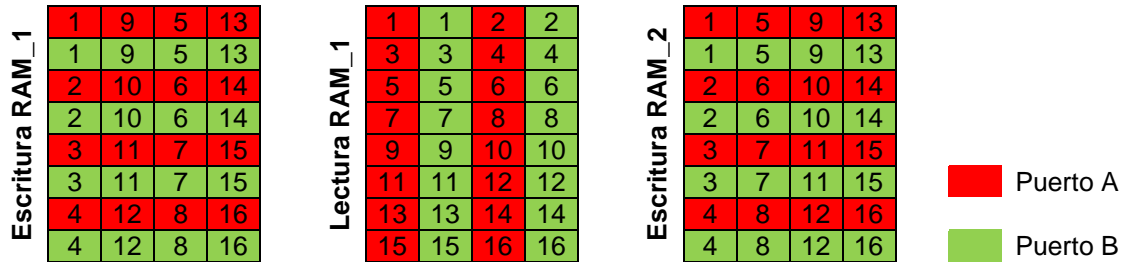 Escritura RAM_1
1 9 5 13
1 9 5 13
2 10 6 14
2 10 6 14
3 11 7 15
3 11 7 15
4 12 8 16
4 12 8 16
Lectura RAM_1
1 1 2 2
3 3 4 4
5 5 6 6
7 7 8 8
9 9 10 10
11 11 12 12
13 13 14 14
15 15 16 16
Escritura RAM_2
1 5 9 13
1 5 9 13
2 6 10 14
2 6 10 14
3 7 11 15
3 7 11 15
4 8 12 16
4 8 12 16
Puerto A
Puerto B